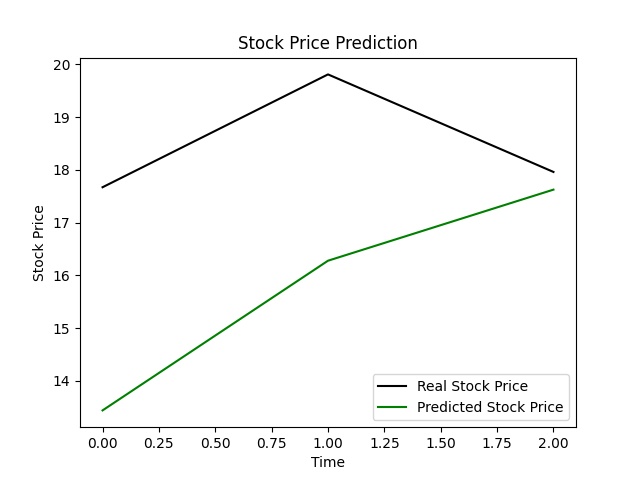 Stock Price Prediction
20
19
18
17
16
15
14
Stock Price
Real Stock Price
Predicted Stock Price
0.00 0.25 0.50 0.75 1.00 1.25 1.50 1.75 2.00
Time